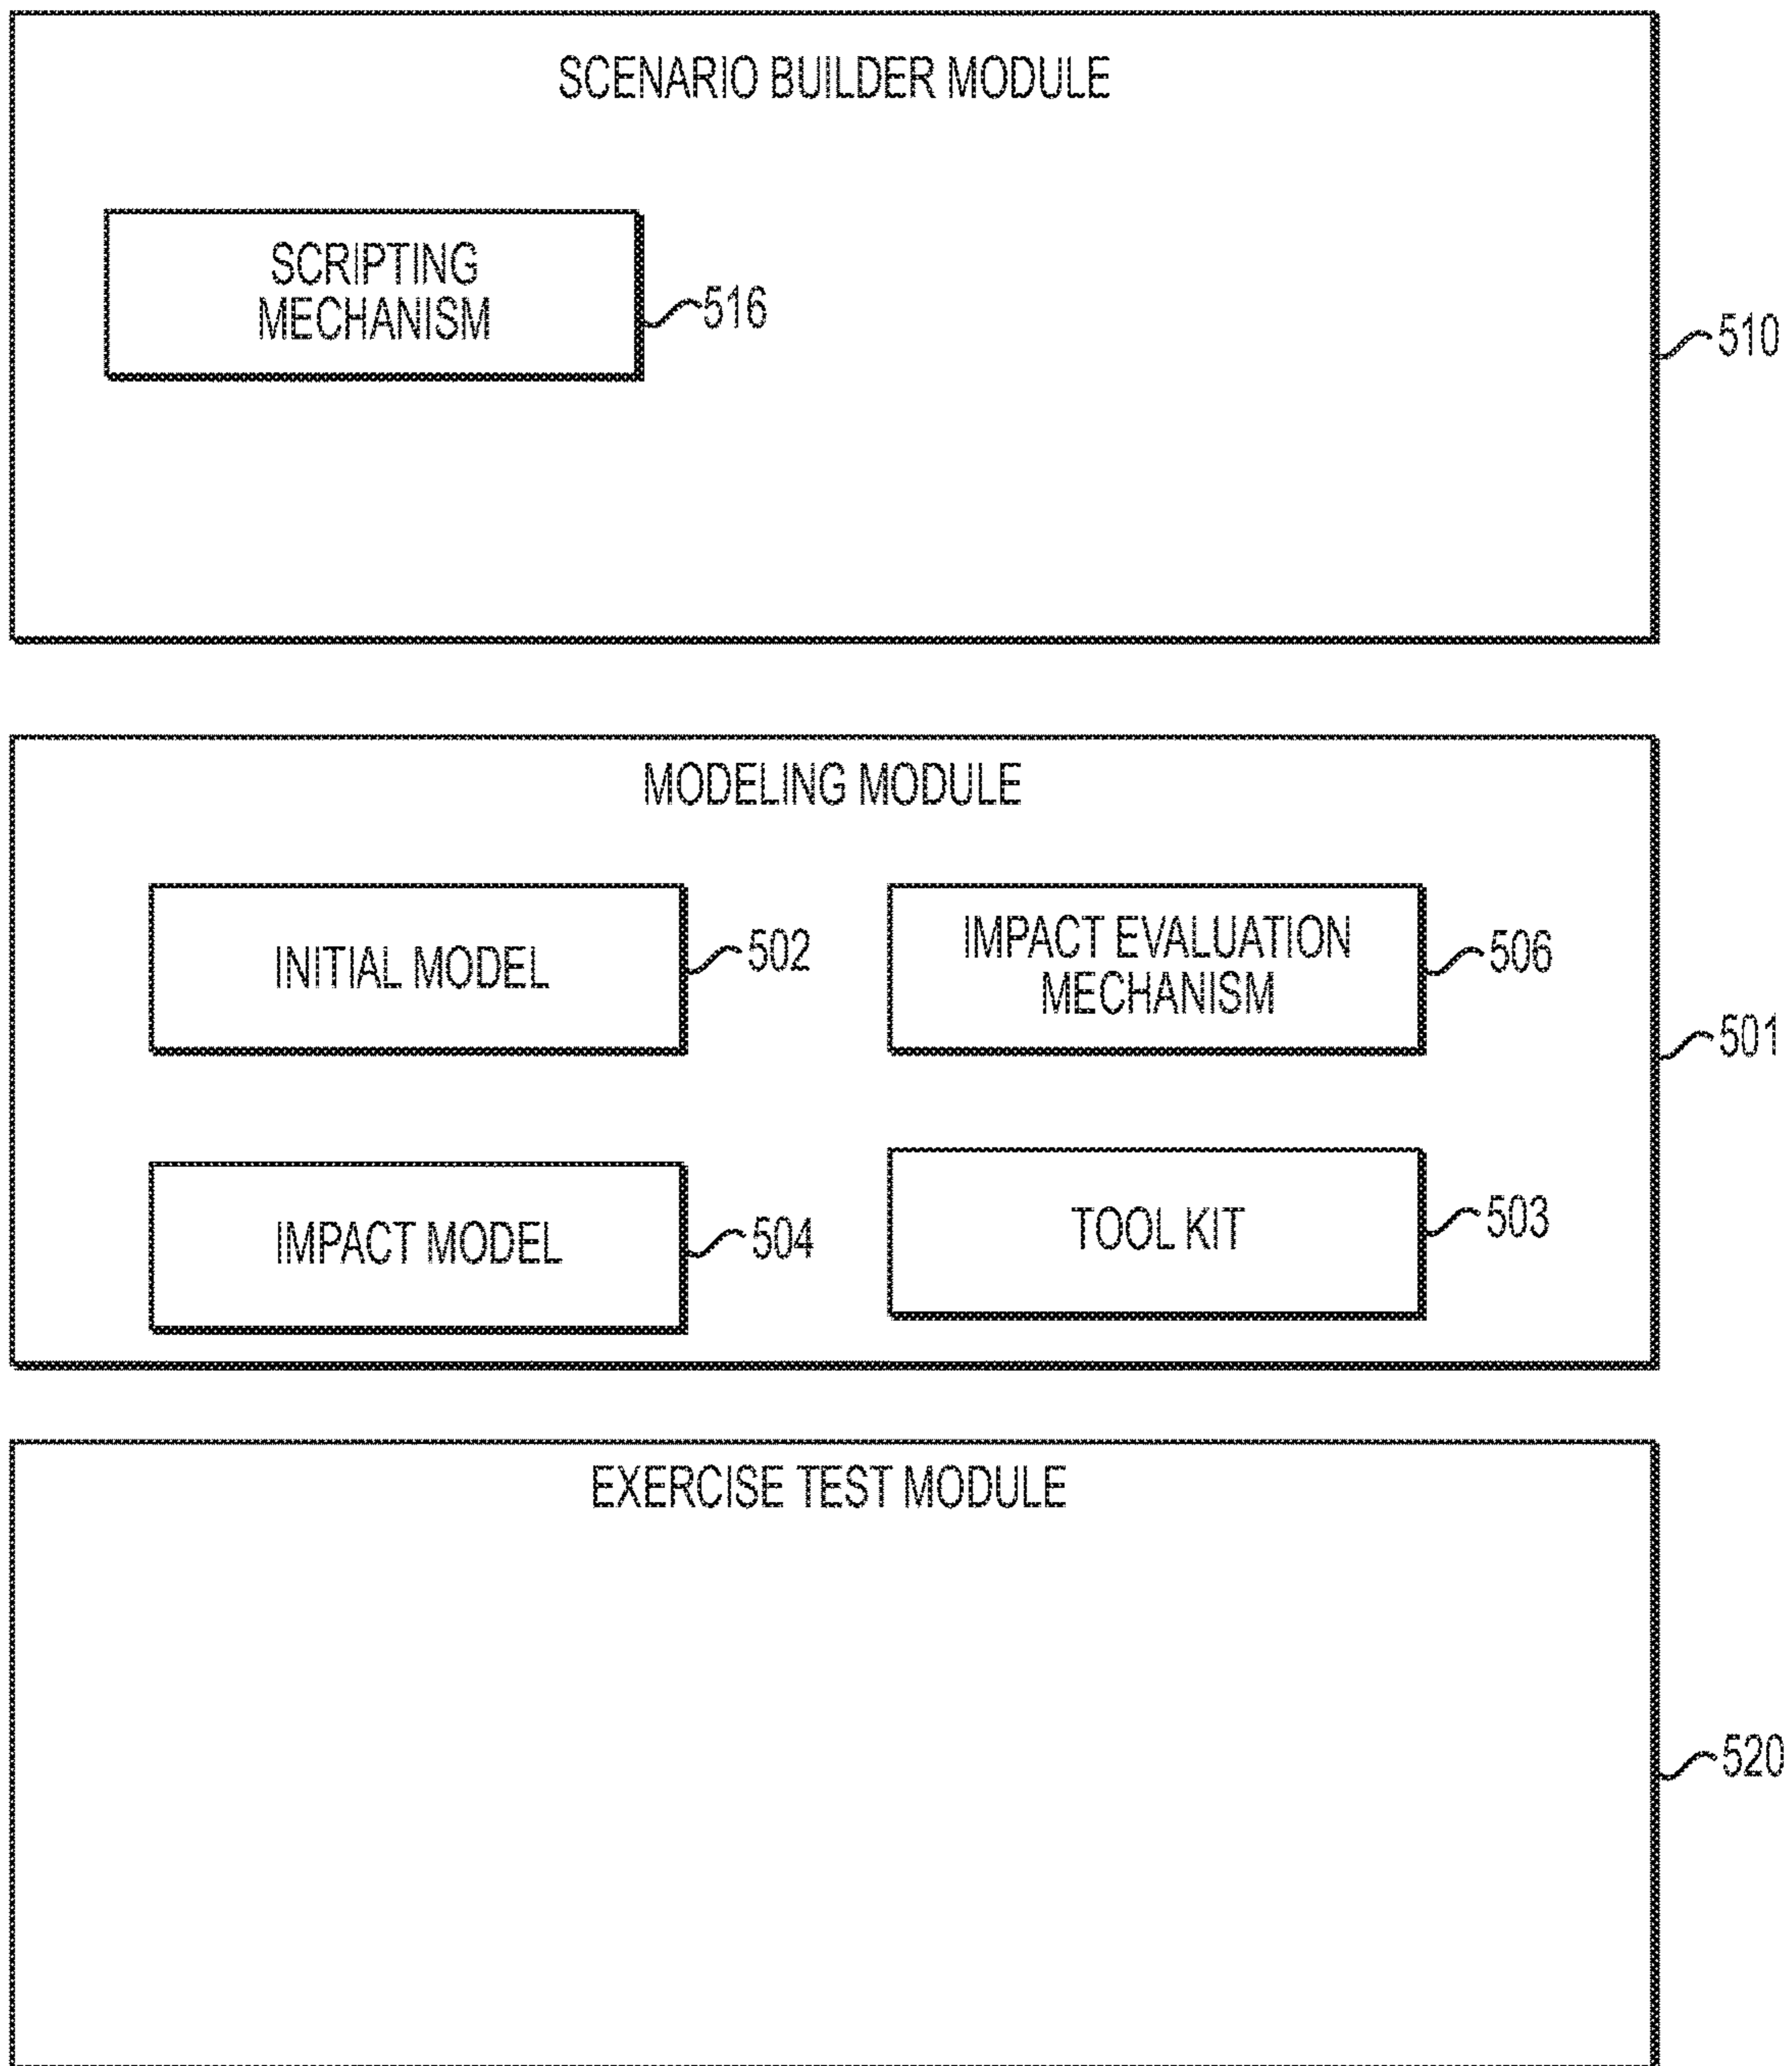 SCENARIO BUILDER MODULE
SCRIPTING
MECHANISM
516
510
MODELING MODULE
INITIAL MODEL
502
IMPACT EVALUATION
MECHANISM
506
501
IMPACT MODEL
504
TOOL KIT
503
EXERCISE TEST MODULE
520